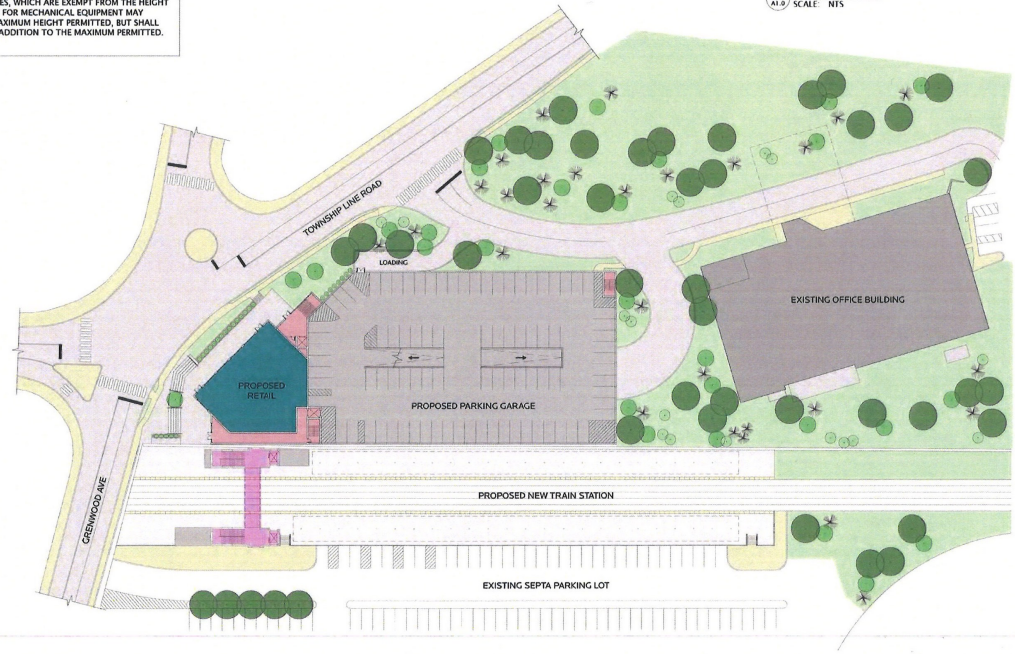 ES, WHICH ARE EXEMPT FROM THE HEIGHT
FOR MECHANICAL EQUIPMENT MAY
AXIMUM HEIGHT PERMITTED, BUT SHALL
ADDITION TO THE MAXIMUM PERMITTED.
A1.0 SCALE: NTS
TOWNSHIP LINE ROAD
LOADING
EXISTING OFFICE BUILDING
PROPOSED
RETAIL
PROPOSED PARKING GARAGE
GRENWOOD AVE
PROPOSED NEW TRAIN STATION
EXISTING SEPTA PARKING LOT